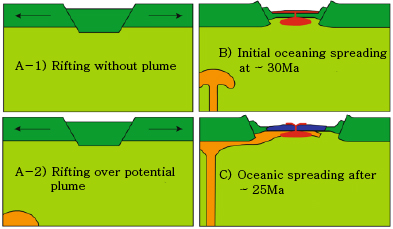 A-1) Rifting without plume
B) Initial oceaning spreading
at ~ 30Ma
A-2) Rifting over potential
plume
C) Oceanic spreading after
~ 25Ma